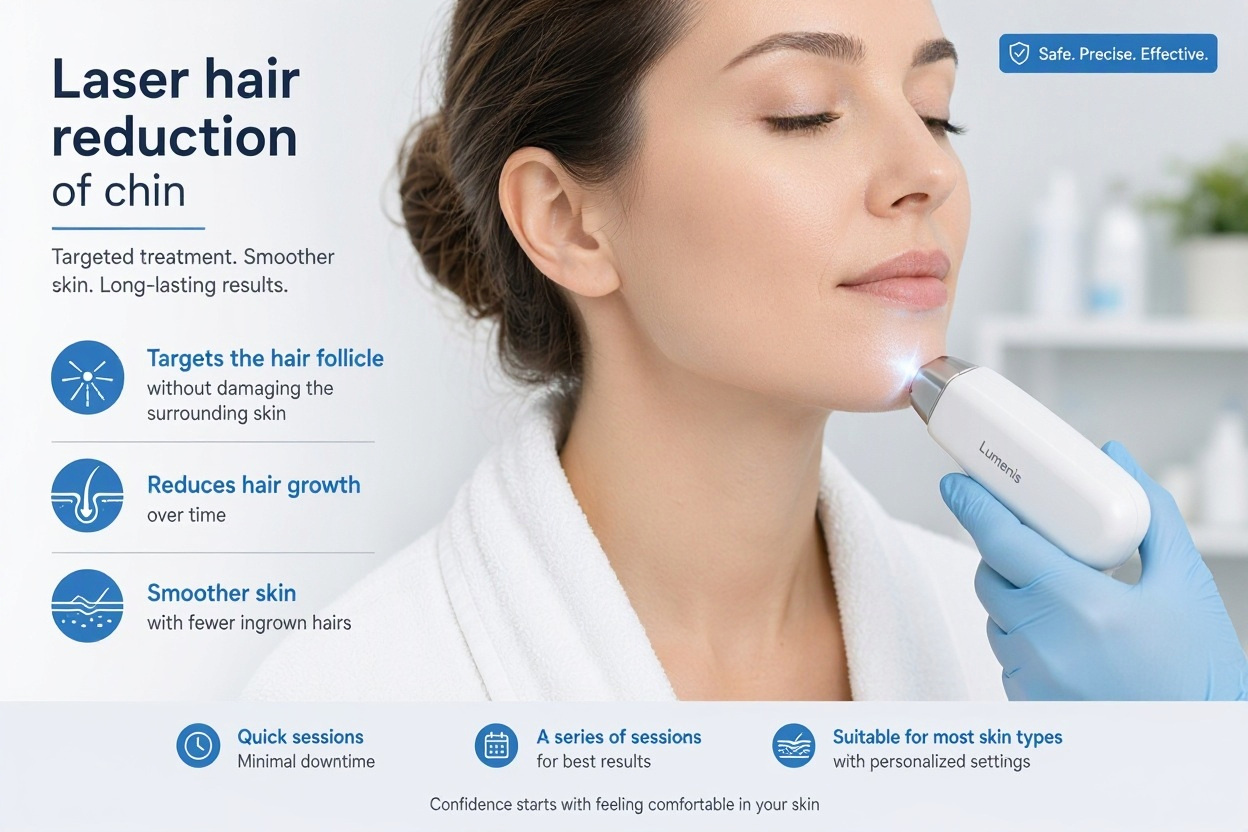 Laser hair
reduction
of chin
Targeted treatment. Smoother
skin. Long-lasting results.
Targets the hair follicle
without damaging the
surrounding skin
Reduces hair growth
over time
Smoother skin
with fewer ingrown hairs
Safe. Precise. Effective.
Lumenis
Quick sessions
Minimal downtime
A series of sessions
for best results
Suitable for most skin types
with personalized settings
Confidence starts with feeling comfortable in your skin